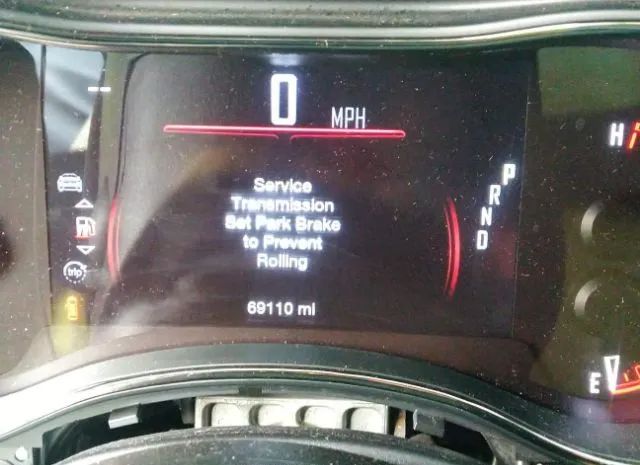 0 MPH
Service
Transmission
Set Park Brake
to Prevent
Rolling
69110 mi
trip
P
R
N
D
H
E